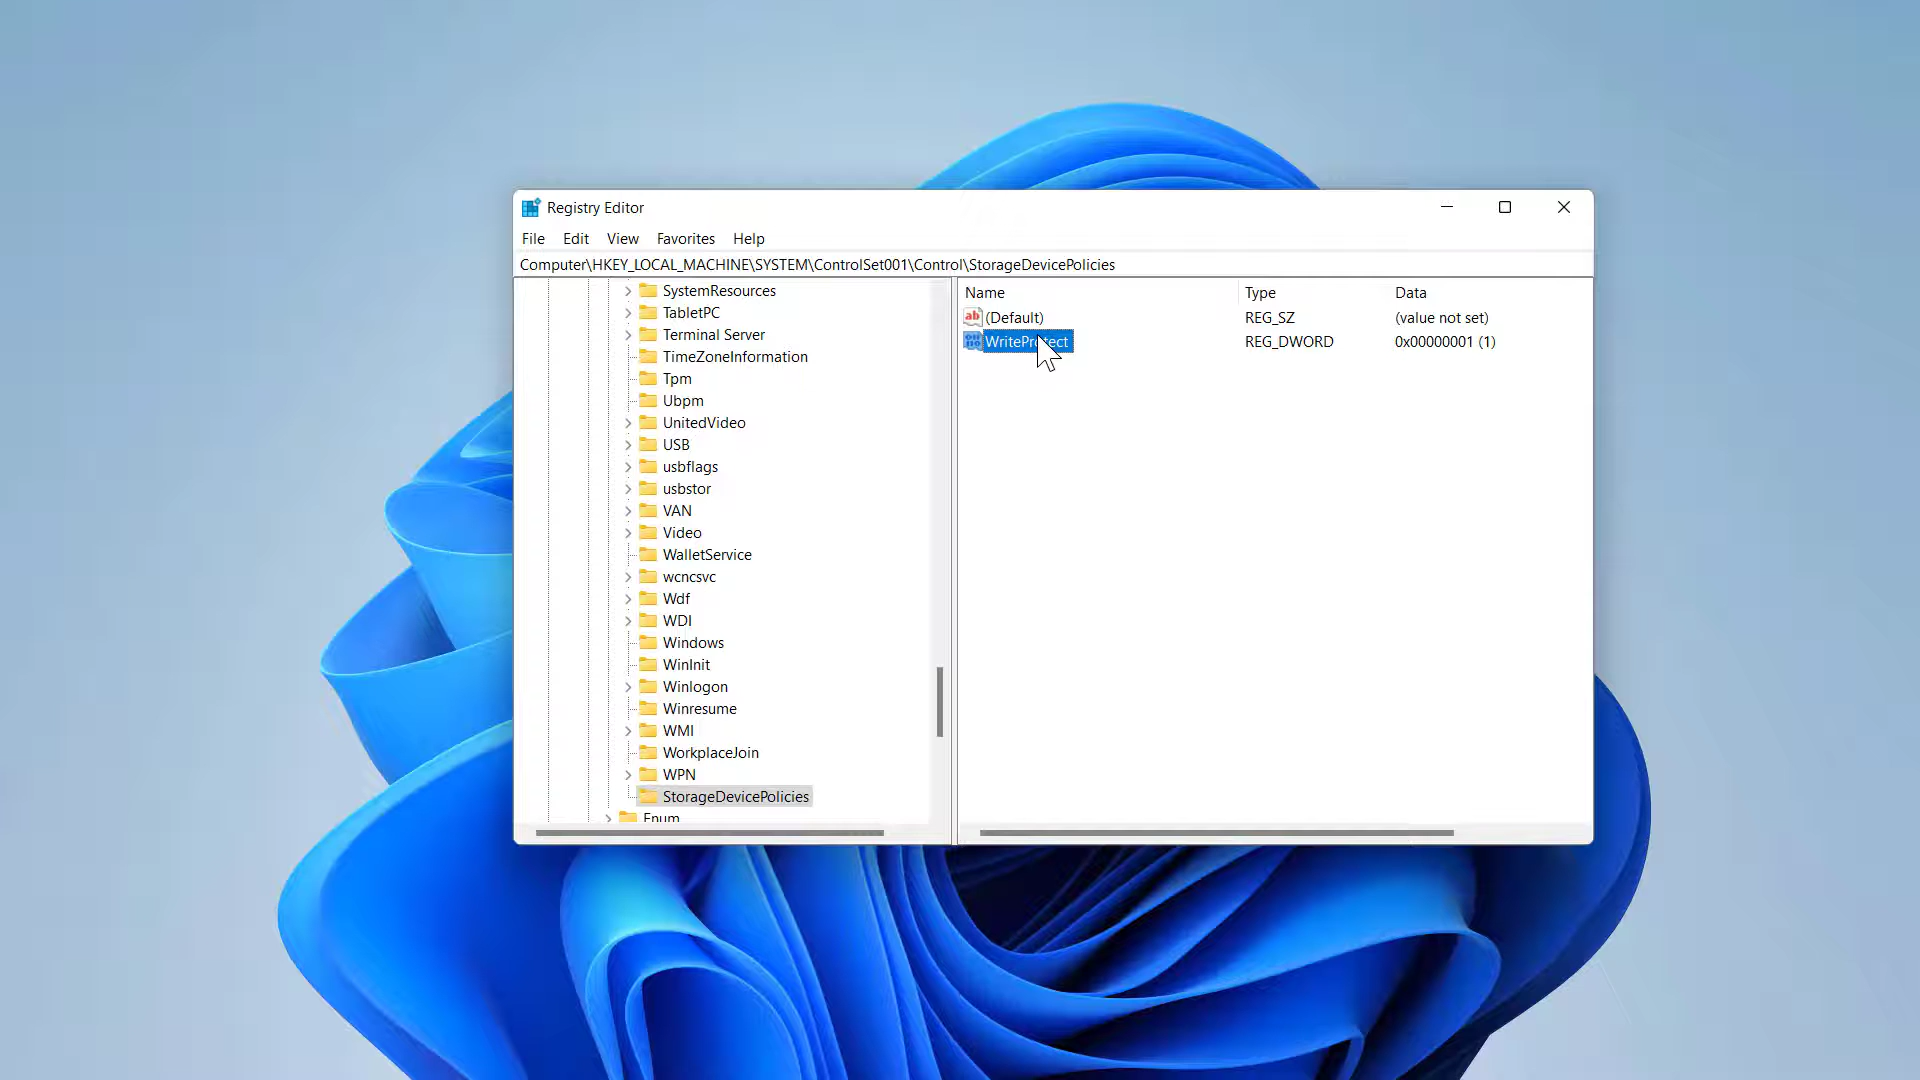 Registry Editor
File Edit View Favorites Help
Computer\HKEY_LOCAL_MACHINE\SYSTEM\ControlSet001\Control\StorageDevicePolicies
SystemResources
TabletPC
Terminal Server
TimeZoneInformation
Tpm
Ubpm
UnitedVideo
USB
usbflags
usbstor
VAN
Video
WalletService
wcncsvc
Wdf
WDI
Windows
WinInit
Winlogon
Winresume
WMI
WorkplaceJoin
WPN
StorageDevicePolicies
Enum
Name Type Data
ab (Default) REG_SZ (value not set)
WriteProtect REG_DWORD 0x00000001 (1)